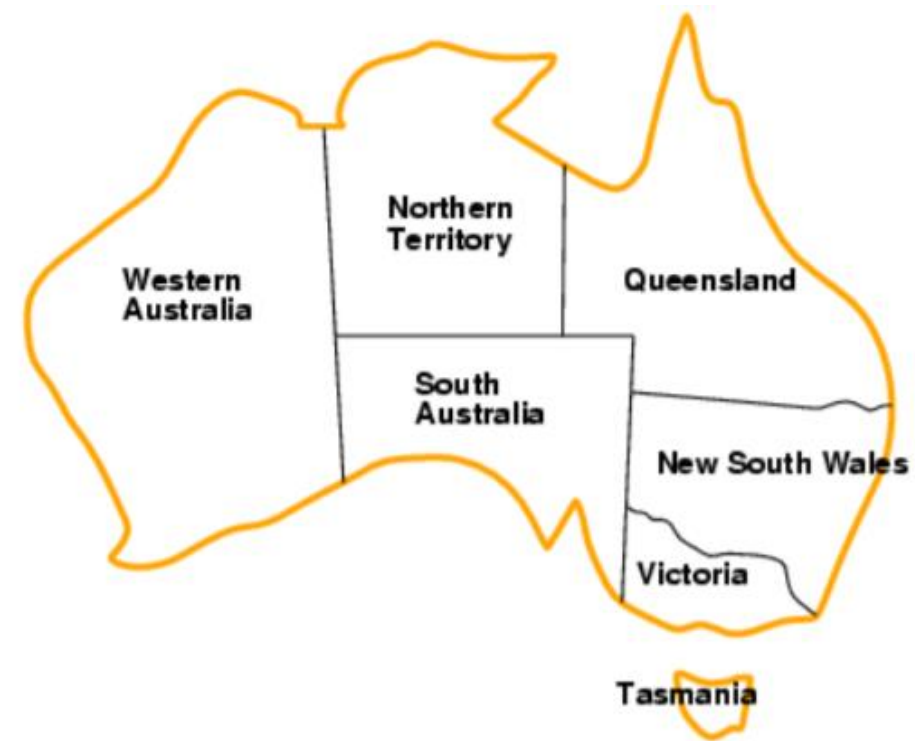 Northern
Territory
Western
Australia
Queensland
South
Australia
New South Wales
Victoria
Tasmania